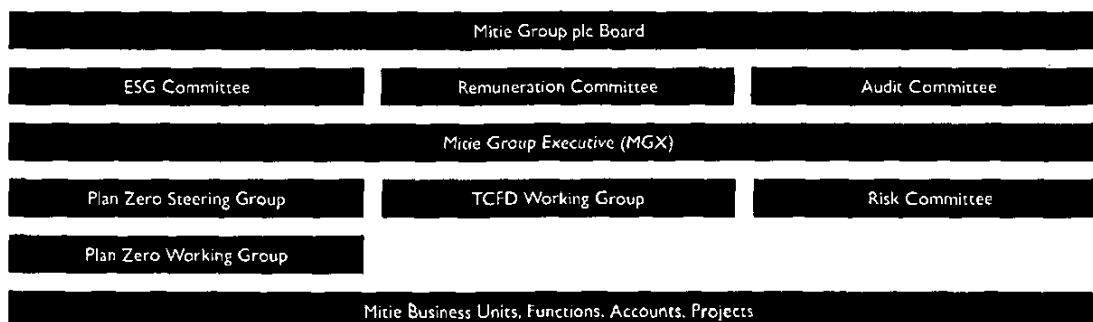 Mitie Group plc Board
ESG Committee
Remuneration Committee
Audit Committee
Mitie Group Executive (MGX)
Plan Zero Steering Group
TCFD Working Group
Risk Committee
Plan Zero Working Group
Mitie Business Units, Functions, Accounts, Projects